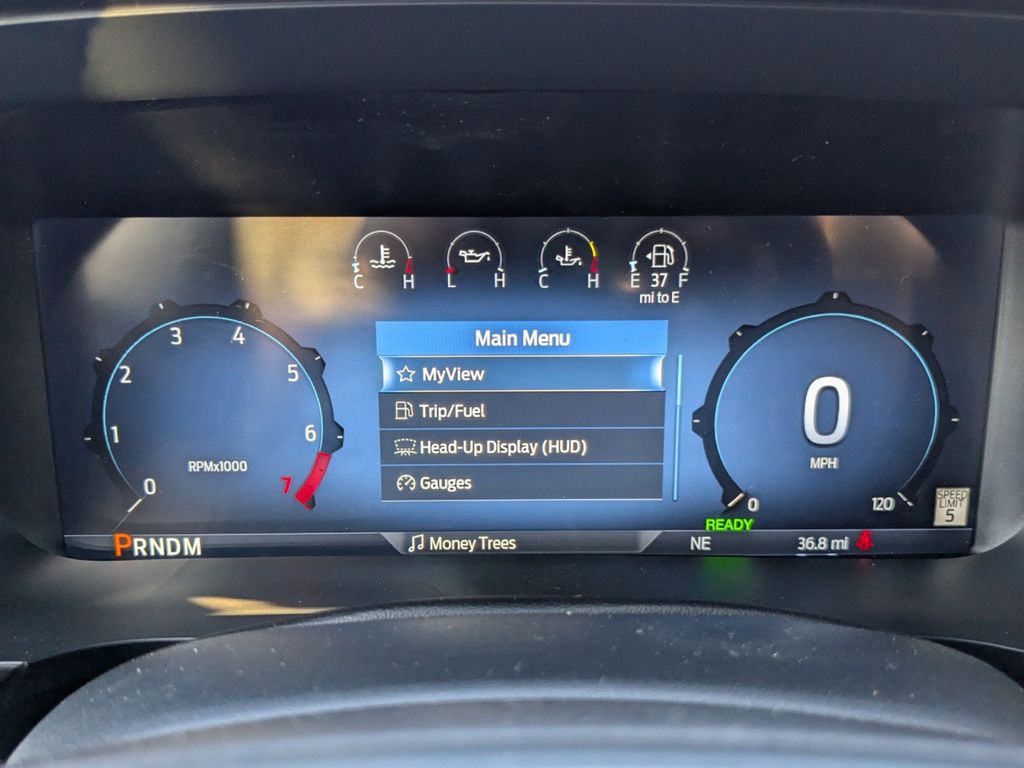 C H
L H
C H
E 37 F
mi to E
Main Menu
MyView
Trip/Fuel
Head-Up Display (HUD)
Gauges
0
1
2
3
4
5
6
7
RPMx1000
0
MPH
0
120
SPEED
LIMIT
5
READY
PRNDM
Money Trees
NE
36.8 mi